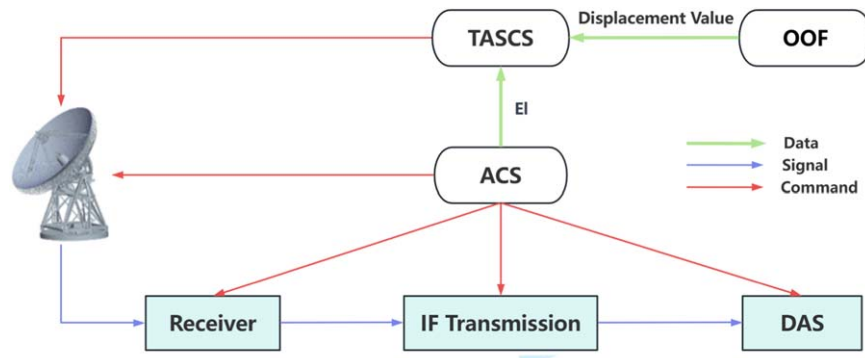 Displacement Value
TASCS
OOF
El
Data
Signal
Command
ACS
Receiver
IF Transmission
DAS